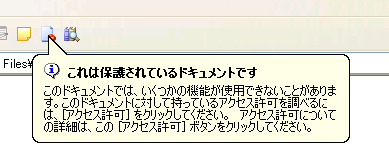 Files¥
これは保護されているドキュメントです
このドキュメントでは、いくつかの機能が使用できないことがありま
す。このドキュメントに対して持っているアクセス許可を調べるに
は、[アクセス許可] をクリックしてください。 アクセス許可について
の詳細は、この [アクセス許可] ボタンをクリックしてください。